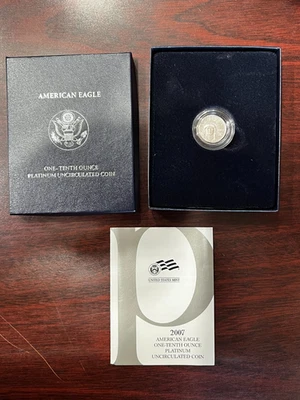 AMERICAN EAGLE
ONE-TENTH OUNCE
PLATINUM UNCIRCULATED COIN
UNITED STATES MINT
2007
AMERICAN EAGLE
ONE-TENTH OUNCE
PLATINUM
UNCIRCULATED COIN